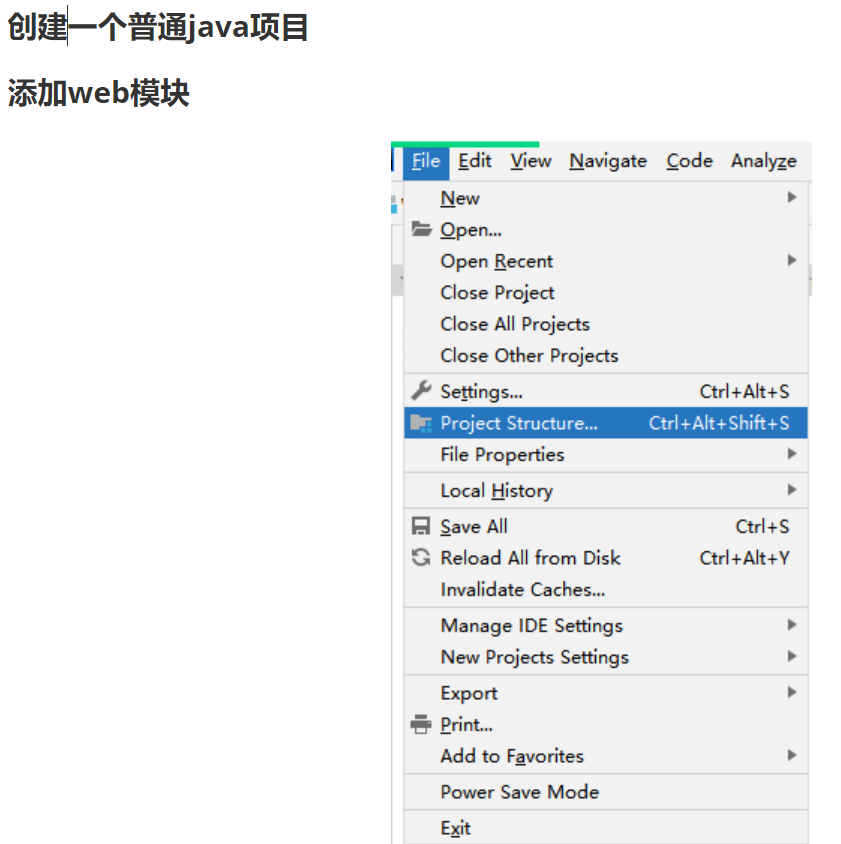 创建一个普通java项目
添加web模块
File Edit View Navigate Code Analyze
New
Open...
Open Recent
Close Project
Close All Projects
Close Other Projects
Settings... Ctrl+Alt+S
Project Structure... Ctrl+Alt+Shift+S
File Properties
Local History
Save All Ctrl+S
Reload All from Disk Ctrl+Alt+Y
Invalidate Caches...
Manage IDE Settings
New Projects Settings
Export
Print...
Add to Favorites
Power Save Mode
Exit